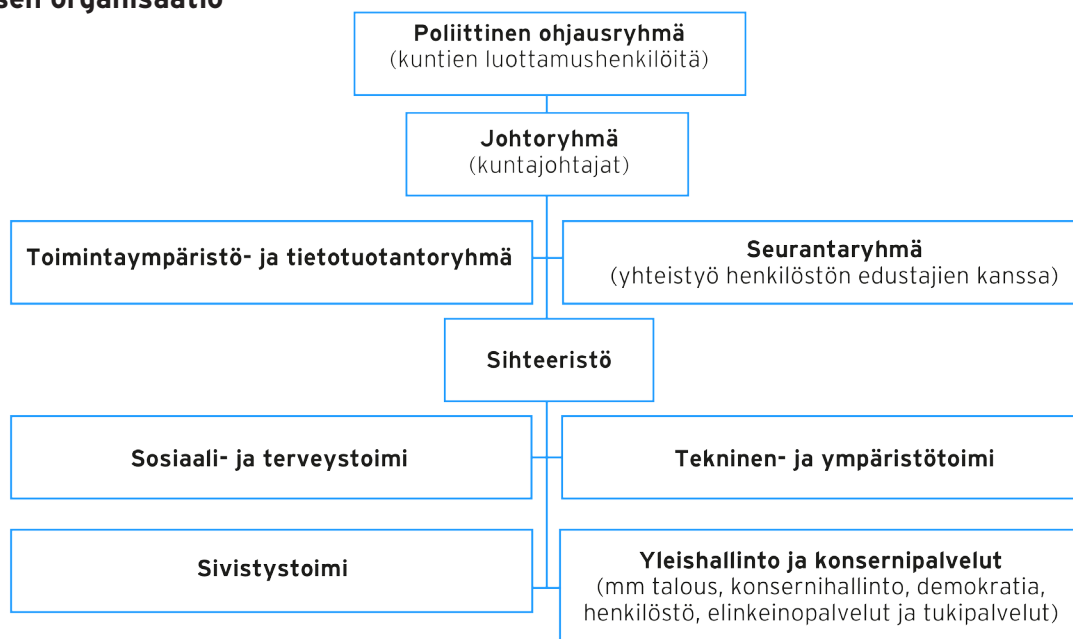 organisaatio
Poliittinen ohjausryhmä
(kuntien luottamushenkilöitä)
Johtoryhmä
(kuntajohtajat)
Toimintaympäristö- ja tietotuotantoryhmä
Seurantaryhmä
(yhteistyö henkilöstön edustajien kanssa)
Sihteeristö
Sosiaali- ja terveystoimi
Tekninen- ja ympäristötoimi
Sivistystoimi
Yleishallinto ja konsernipalvelut
(mm talous, konsernihallinto, demokratia,
henkilöstö, elinkeinopalvelut ja tukipalvelut)